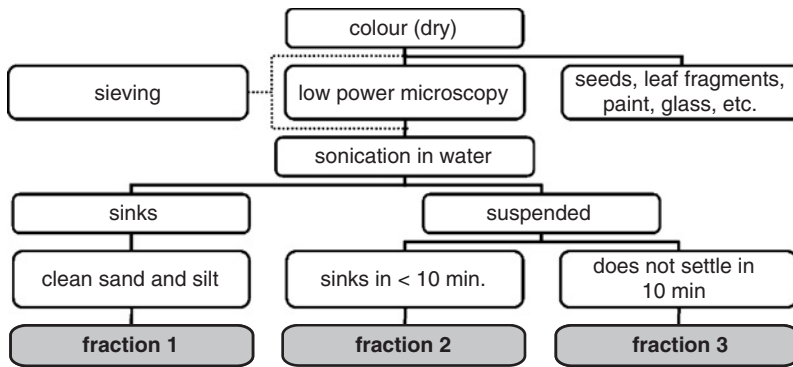 colour (dry)
sieving
low power microscopy
seeds, leaf fragments,
paint, glass, etc.
sonication in water
sinks
suspended
clean sand and silt
sinks in < 10 min.
does not settle in
10 min
fraction 1
fraction 2
fraction 3